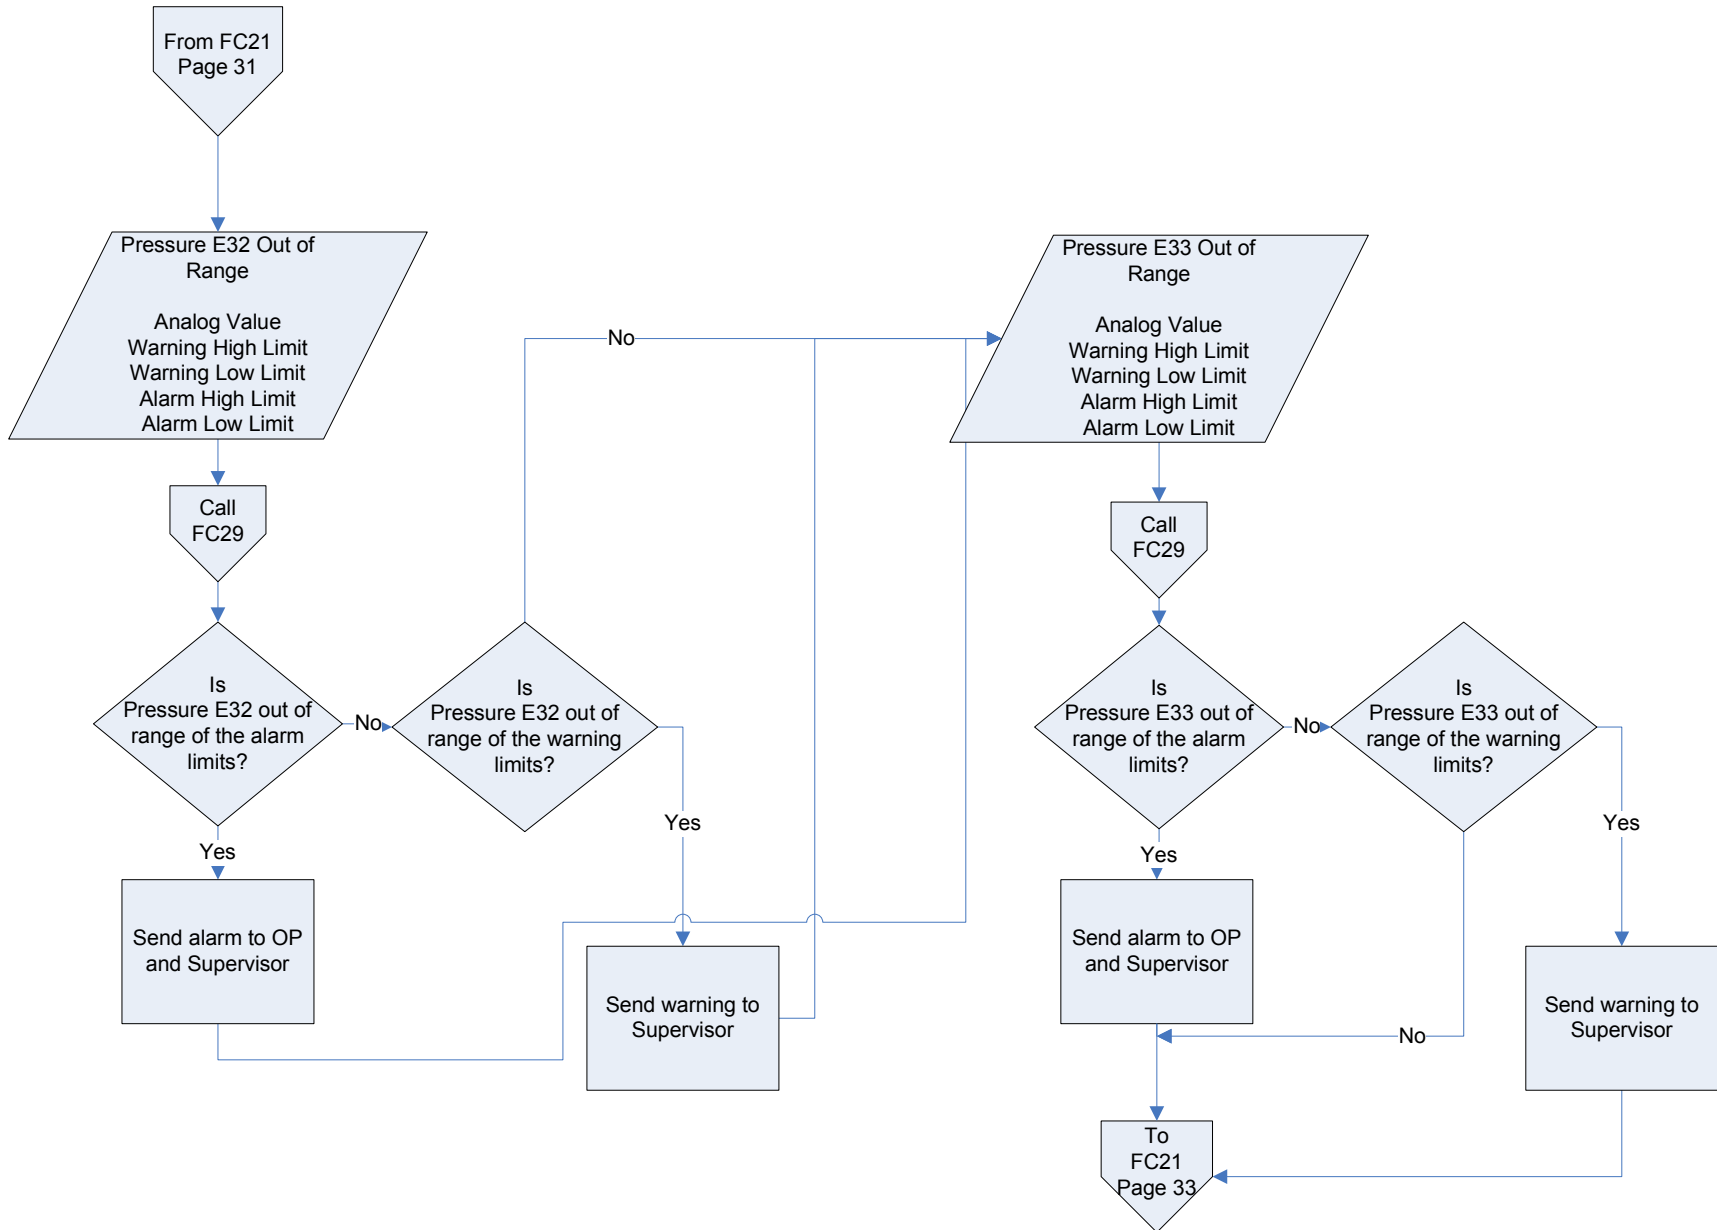 From FC21
Page 31
Pressure E32 Out of
Range
Analog Value
Warning High Limit
Warning Low Limit
Alarm High Limit
Alarm Low Limit
Call
FC29
Is
Pressure E32 out of
range of the alarm
limits?
No
Is
Pressure E32 out of
range of the warning
limits?
No
Yes
Yes
Send alarm to OP
and Supervisor
Send warning to
Supervisor
Pressure E33 Out of
Range
Analog Value
Warning High Limit
Warning Low Limit
Alarm High Limit
Alarm Low Limit
Call
FC29
Is
Pressure E33 out of
range of the alarm
limits?
No
Is
Pressure E33 out of
range of the warning
limits?
Yes
Yes
Send alarm to OP
and Supervisor
No
Send warning to
Supervisor
To
FC21
Page 33